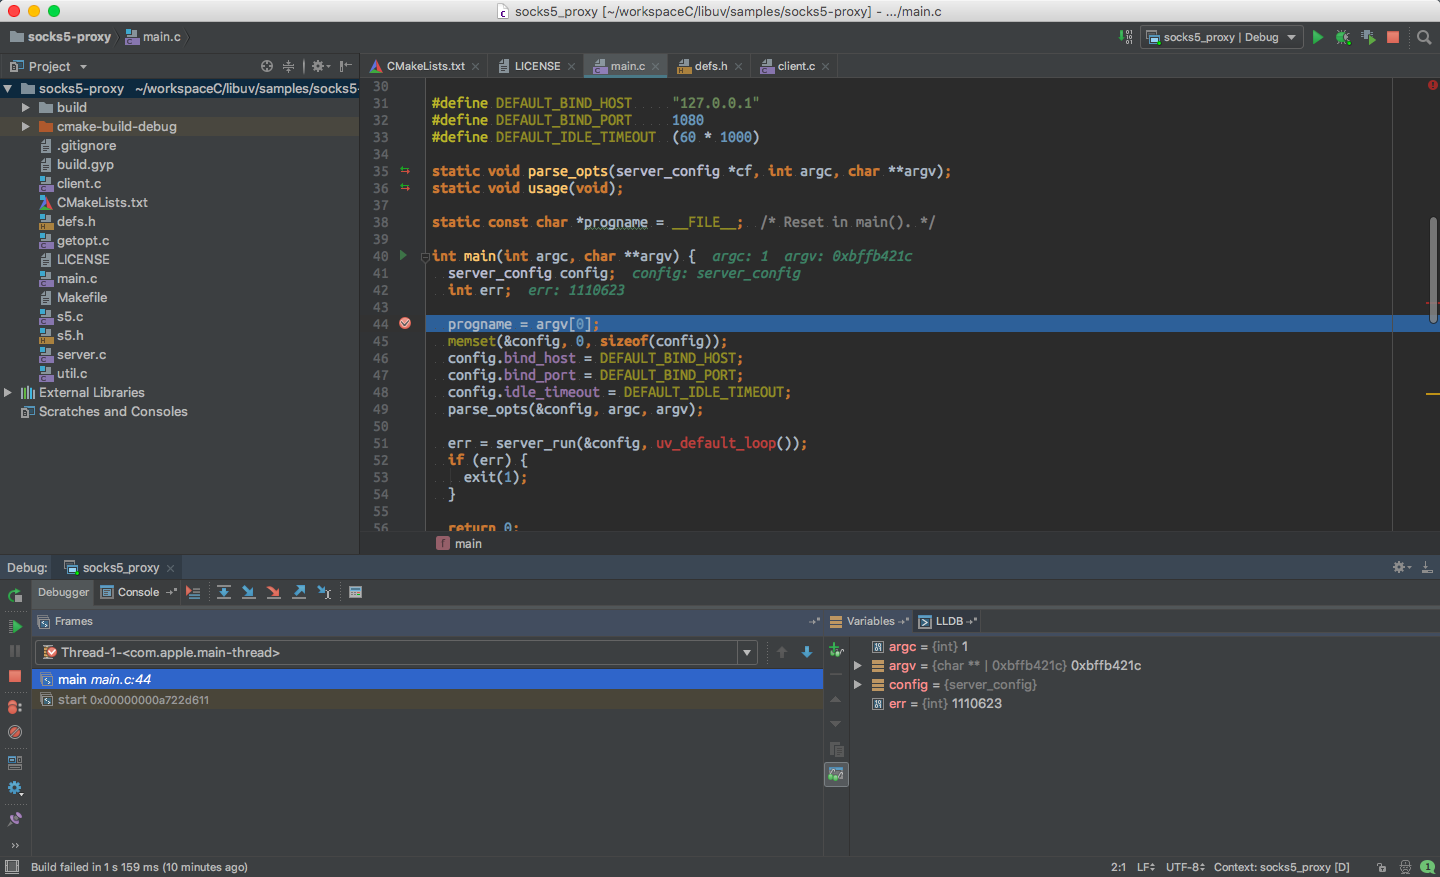 socks5_proxy [~/workspaceC/libuv/samples/socks5-proxy] - .../main.c
socks5-proxy main.c
socks5_proxy | Debug
Project
CMakeLists.txt LICENSE main.c defs.h client.c
socks5-proxy ~/workspaceC/libuv/samples/socks5-
build
cmake-build-debug
.gitignore
build.gyp
client.c
CMakeLists.txt
defs.h
getopt.c
LICENSE
main.c
Makefile
s5.c
s5.h
server.c
util.c
External Libraries
Scratches and Consoles
30
31 #define DEFAULT_BIND_HOST "127.0.0.1"
32 #define DEFAULT_BIND_PORT 1080
33 #define DEFAULT_IDLE_TIMEOUT (60 * 1000)
34
35 static void parse_opts(server_config *cf, int argc, char **argv);
36 static void usage(void);
37
38 static const char *progname = __FILE__; /* Reset in main(). */
39
40 int main(int argc, char **argv) { argc: 1 argv: 0xbffb421c
41 server_config config; config: server_config
42 int err; err: 1110623
43
44 progname = argv[0];
45 memset(&config, 0, sizeof(config));
46 config.bind_host = DEFAULT_BIND_HOST;
47 config.bind_port = DEFAULT_BIND_PORT;
48 config.idle_timeout = DEFAULT_IDLE_TIMEOUT;
49 parse_opts(&config, argc, argv);
50
51 err = server_run(&config, uv_default_loop());
52 if (err) {
53 exit(1);
54 }
55
56 return 0;
f main
Debug: socks5_proxy
Debugger Console
Frames
Variables LLDB
Thread-1-<com.apple.main-thread>
main main.c:44
start 0x00000000a722d611
argc = {int} 1
argv = {char ** | 0xbffb421c} 0xbffb421c
config = {server_config}
err = {int} 1110623
Build failed in 1 s 159 ms (10 minutes ago)
2:1 LF UTF-8 Context: socks5_proxy [D] 1